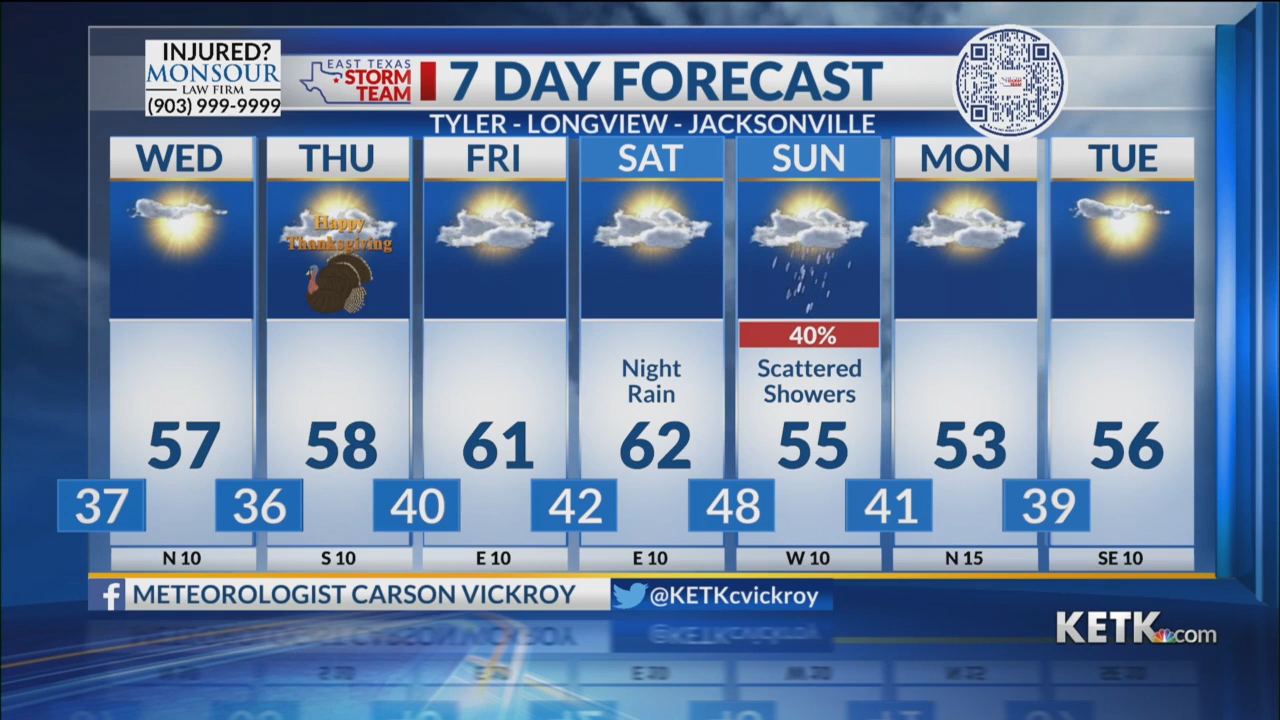 INJURED?
MONSOUR
LAW FIRM
(903) 999-9999
EAST TEXAS
STORM
TEAM
7 DAY FORECAST
TYLER - LONGVIEW - JACKSONVILLE
WED THU FRI SAT SUN MON TUE
Happy
Thanksgiving
40%
Night
Rain
Scattered
Showers
57 58 61 62 55 53 56
37 36 40 42 48 41 39
N 10 S 10 E 10 E 10 W 10 N 15 SE 10
f METEOROLOGIST CARSON VICKROY @KETKcvickroy
KETK.com